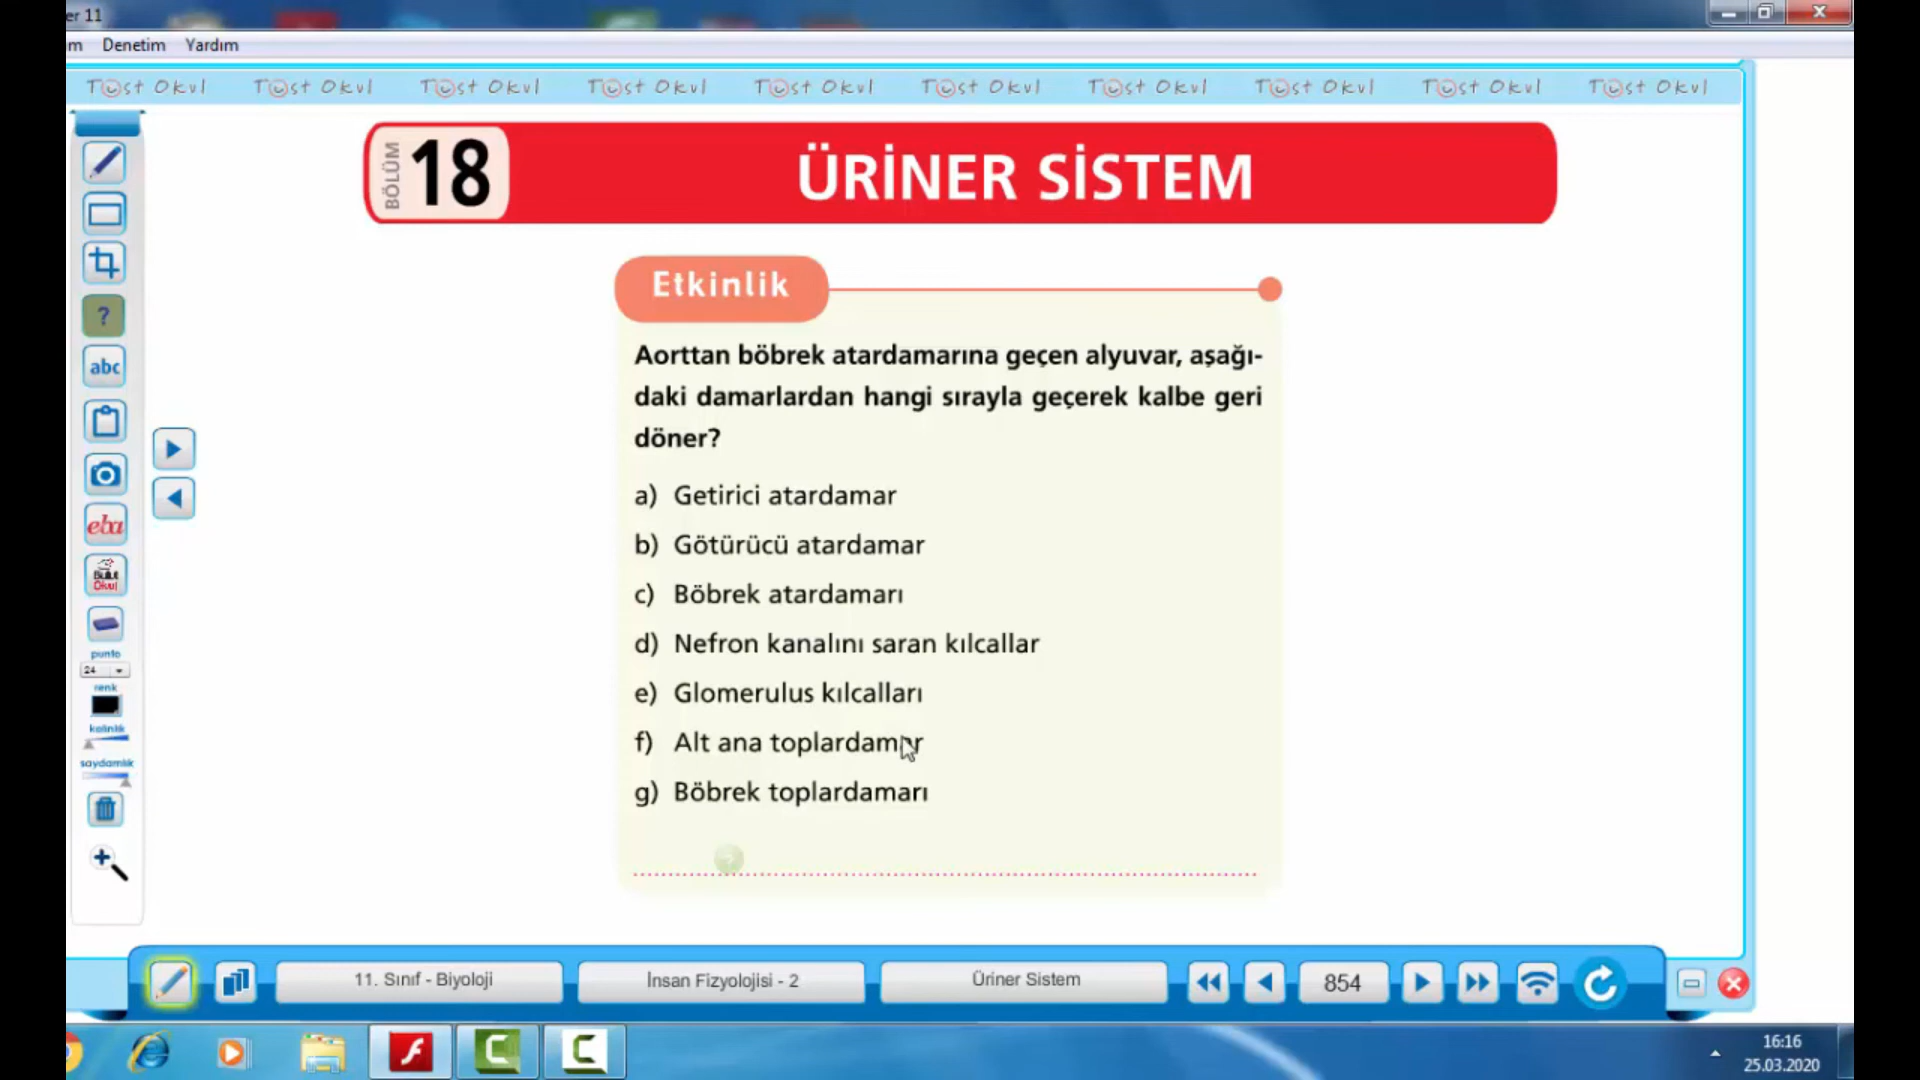 er 11
m Denetim Yardım
Test Okul Test Okul Test Okul Test Okul Test Okul Test Okul Test Okul Test Okul Test Okul Test Okul
BÖLÜM 18 ÜRİNER SİSTEM
Etkinlik
Aorttan böbrek atardamarına geçen alyuvar, aşağı-
daki damarlardan hangi sırayla geçerek kalbe geri
döner?
a) Getirici atardamar
b) Götürücü atardamar
c) Böbrek atardamarı
d) Nefron kanalını saran kılcallar
e) Glomerulus kılcalları
f) Alt ana toplardamar
g) Böbrek toplardamarı
?
abc
eba
Bulut
Okul
punto
24
renk
kalınlık
saydamlık
11. Sınıf - Biyoloji İnsan Fizyolojisi - 2 Üriner Sistem 854
16:16
25.03.2020